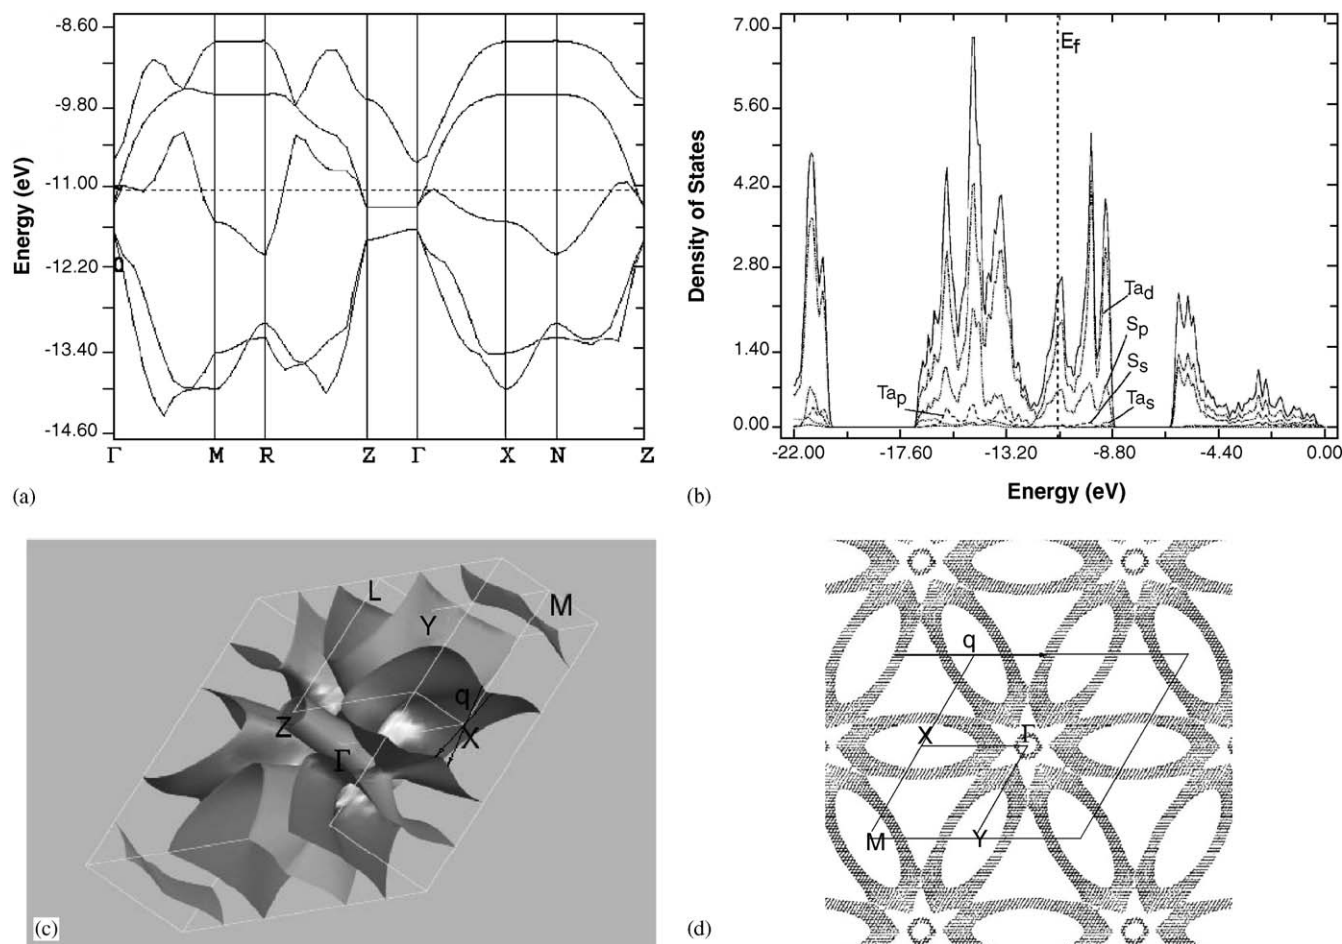 -8.60
-9.80
-11.00
-12.20
-13.40
-14.60
Energy (eV)
Γ M R Z Γ X N Z
(a)
7.00
5.60
4.20
2.80
1.40
0.00
Density of States
E_f
Ta_d
S_p
S_s
Ta_s
Ta_p
-22.00 -17.60 -13.20 -8.80 -4.40 0.00
Energy (eV)
(b)
L
M
Y
q
X
Z
Γ
(c)
q
X Γ
M Y
(d)